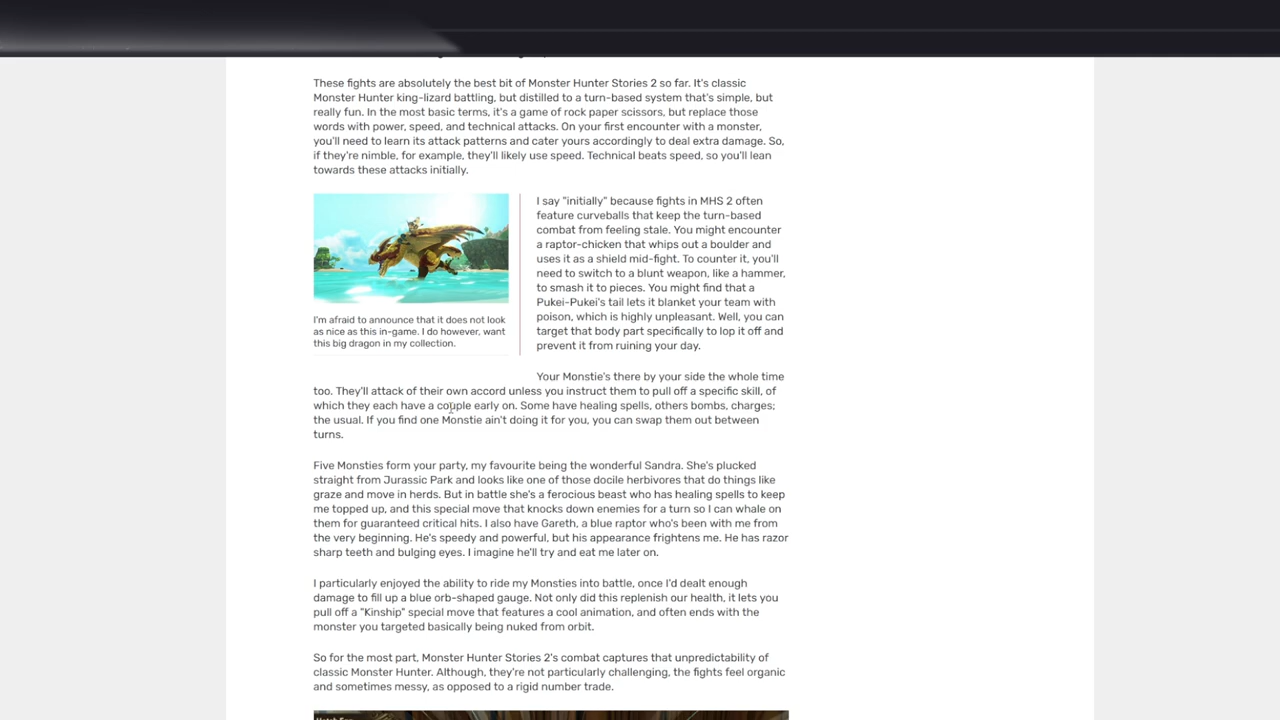 These fights are absolutely the best bit of Monster Hunter Stories 2 so far. It's classic
Monster Hunter king-lizard battling, but distilled to a turn-based system that's simple, but
really fun. In the most basic terms, it's a game of rock paper scissors, but replace those
words with power, speed, and technical attacks. On your first encounter with a monster,
you'll need to learn its attack patterns and cater yours accordingly to deal extra damage. So,
if they're nimble, for example, they'll likely use speed. Technical beats speed, so you'll lean
towards these attacks initially.
I'm afraid to announce that it does not look
as nice as this in-game. I do however, want
this big dragon in my collection.
I say "initially" because fights in MHS 2 often
feature curveballs that keep the turn-based
combat from feeling stale. You might encounter
a raptor-chicken that whips out a boulder and
uses it as a shield mid-fight. To counter it, you'll
need to switch to a blunt weapon, like a hammer,
to smash it to pieces. You might find that a
Pukei-Pukei's tail lets it blanket your team with
poison, which is highly unpleasant. Well, you can
target that body part specifically to lop it off and
prevent it from ruining your day.
Your Monstie's there by your side the whole time
too. They'll attack of their own accord unless you instruct them to pull off a specific skill, of
which they each have a couple early on. Some have healing spells, others bombs, charges;
the usual. If you find one Monstie ain't doing it for you, you can swap them out between
turns.
Five Monsties form your party, my favourite being the wonderful Sandra. She's plucked
straight from Jurassic Park and looks like one of those docile herbivores that do things like
graze and move in herds. But in battle she's a ferocious beast who has healing spells to keep
me topped up, and this special move that knocks down enemies for a turn so I can whale on
them for guaranteed critical hits. I also have Gareth, a blue raptor who's been with me from
the very beginning. He's speedy and powerful, but his appearance frightens me. He has razor
sharp teeth and bulging eyes. I imagine he'll try and eat me later on.
I particularly enjoyed the ability to ride my Monsties into battle, once I'd dealt enough
damage to fill up a blue orb-shaped gauge. Not only did this replenish our health, it lets you
pull off a "Kinship" special move that features a cool animation, and often ends with the
monster you targeted basically being nuked from orbit.
So for the most part, Monster Hunter Stories 2's combat captures that unpredictability of
classic Monster Hunter. Although, they're not particularly challenging, the fights feel organic
and sometimes messy, as opposed to a rigid number trade.